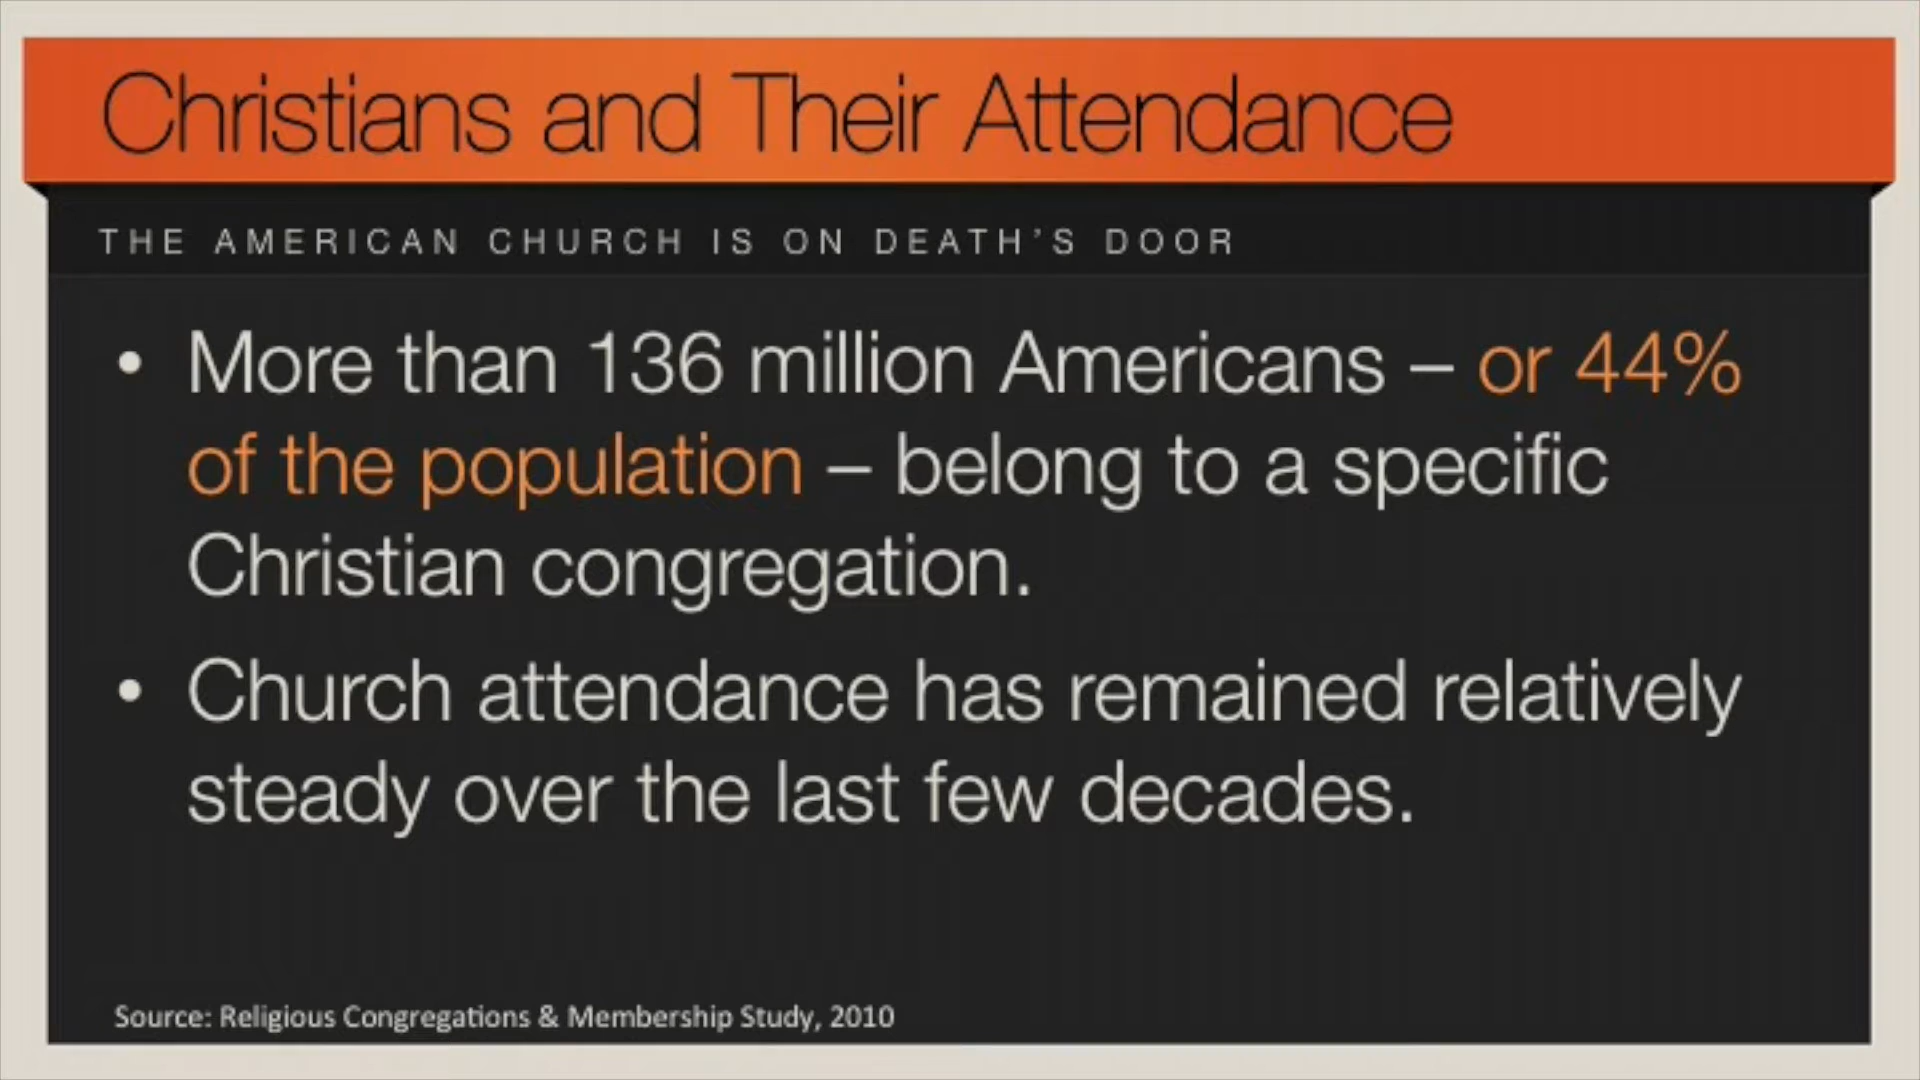 Christians and Their Attendance
THE AMERICAN CHURCH IS ON DEATH'S DOOR
• More than 136 million Americans – or 44%
of the population – belong to a specific
Christian congregation.
• Church attendance has remained relatively
steady over the last few decades.
Source: Religious Congregations & Membership Study, 2010